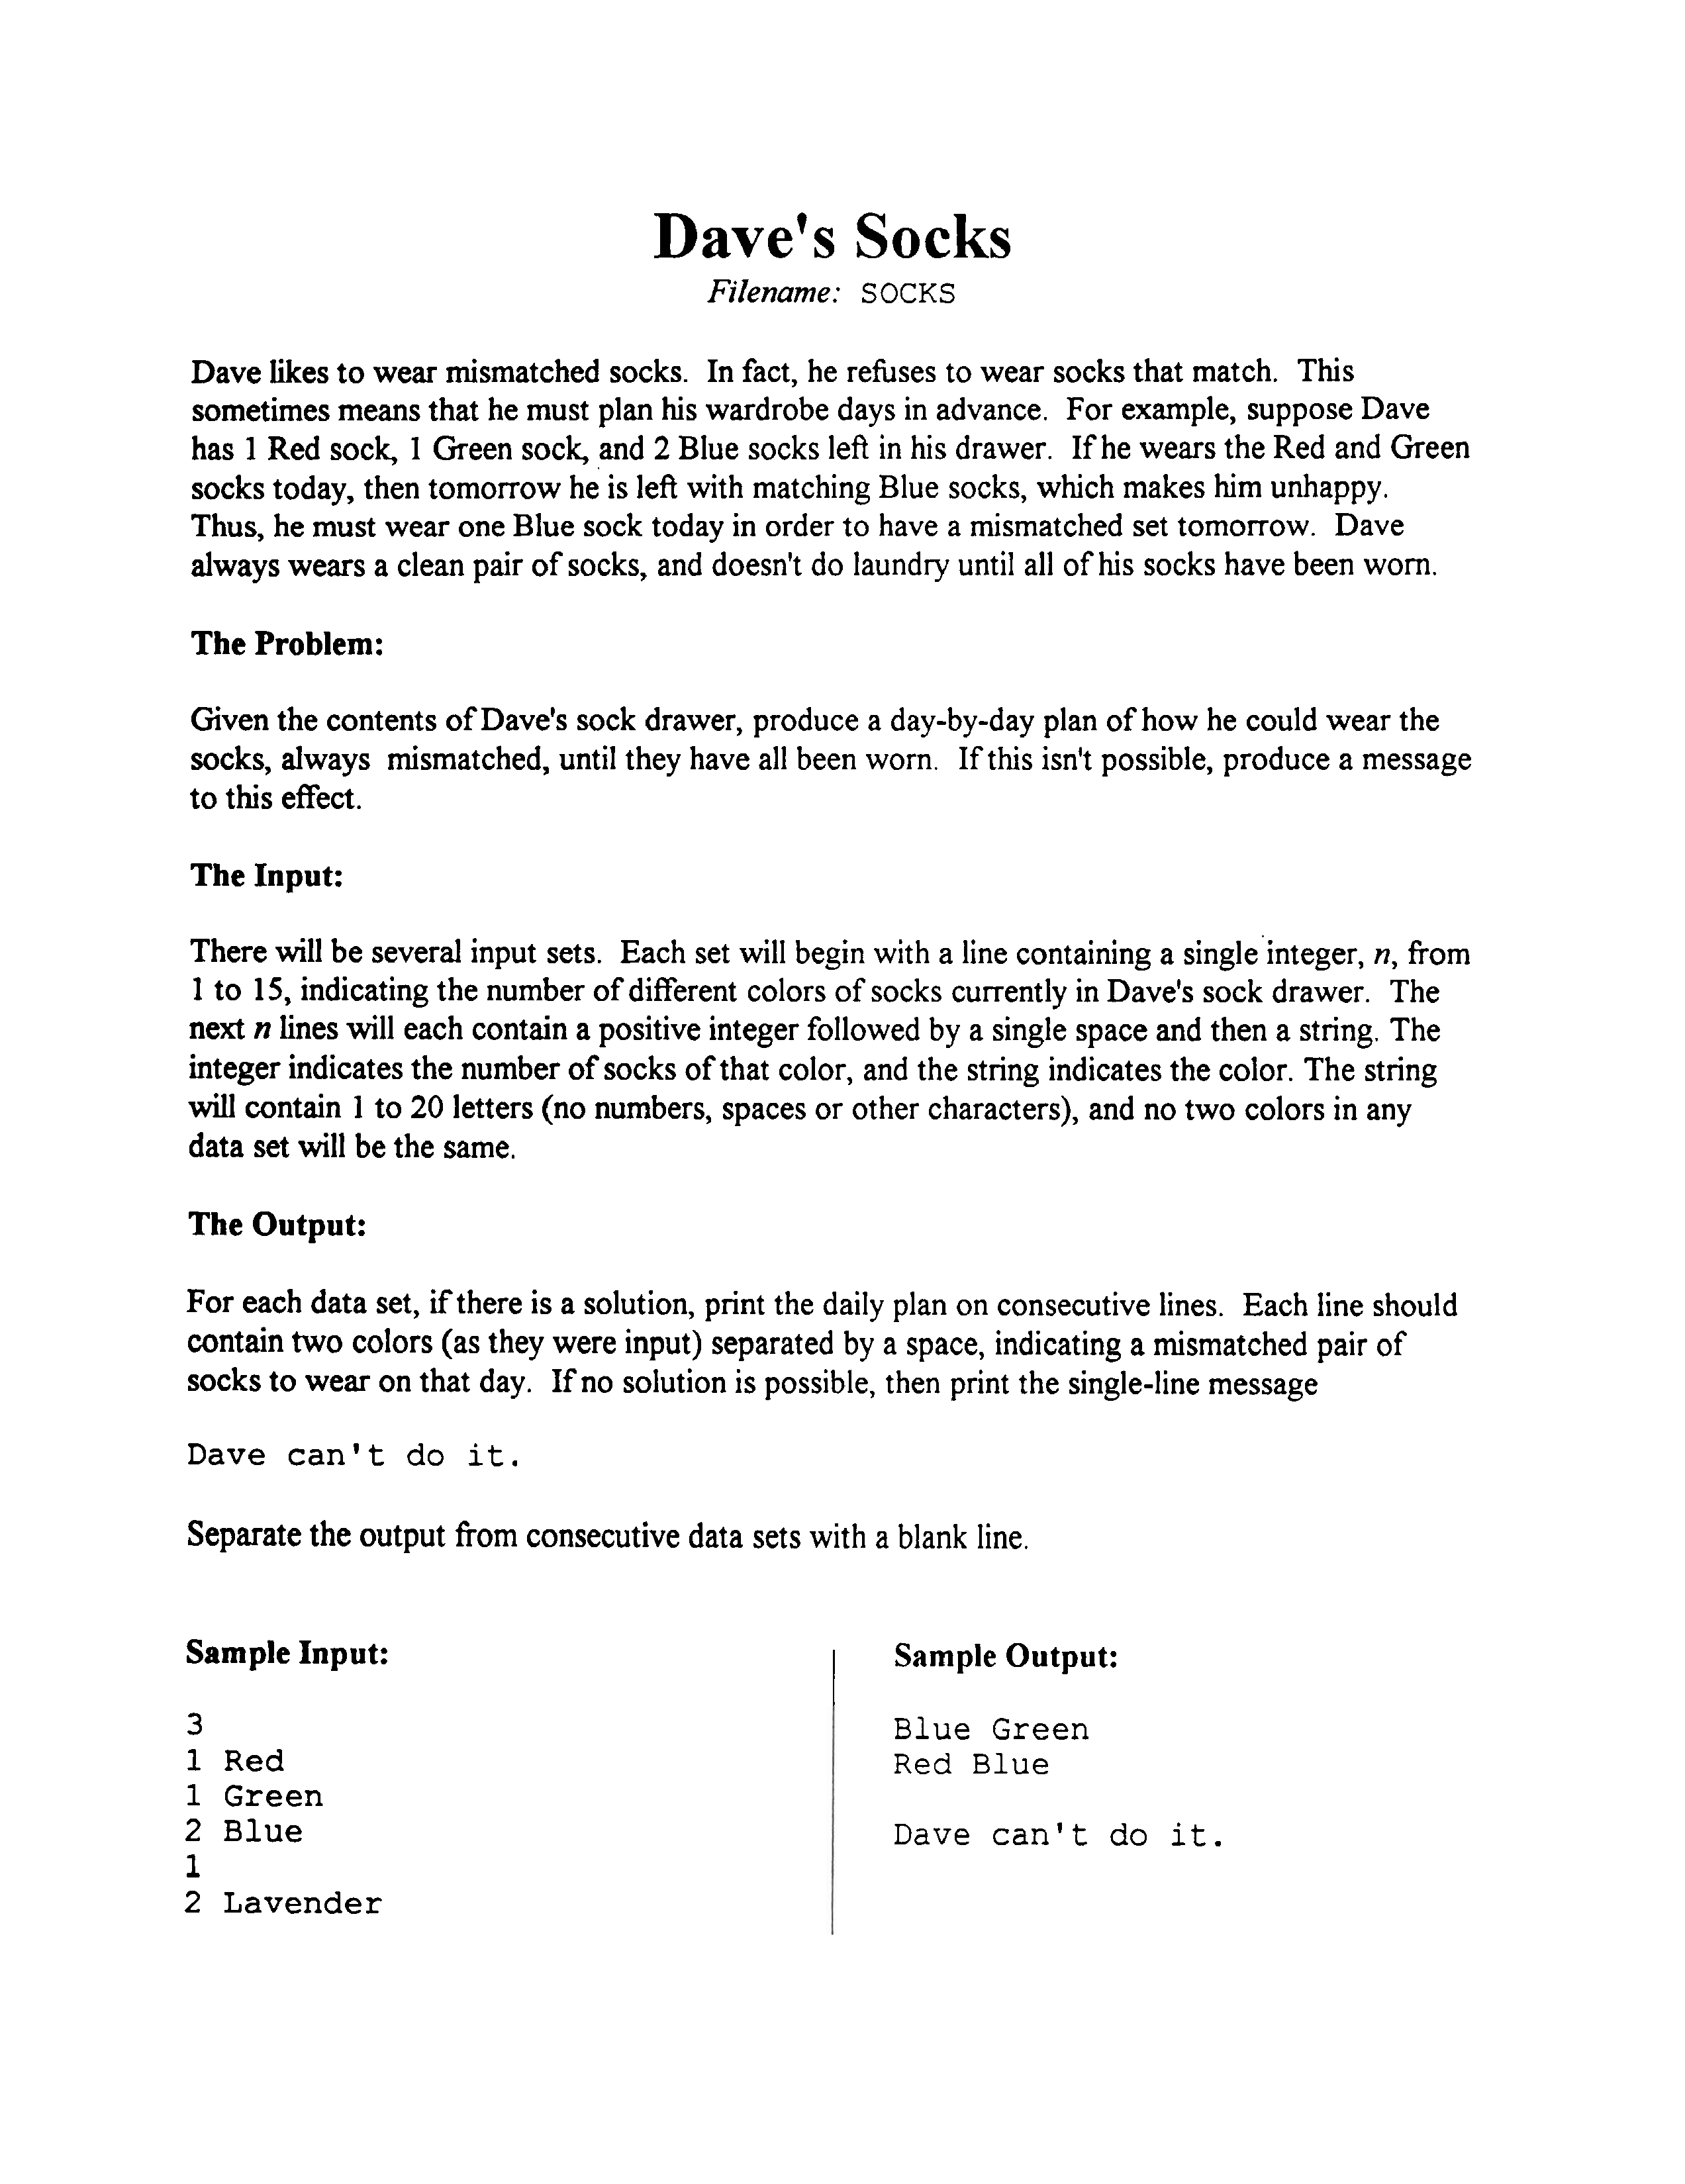 Dave's Socks
Filename: SOCKS
Dave likes to wear mismatched socks. In fact, he refuses to wear socks that match. This
sometimes means that he must plan his wardrobe days in advance. For example, suppose Dave
has 1 Red sock, 1 Green sock, and 2 Blue socks left in his drawer. If he wears the Red and Green
socks today, then tomorrow he is left with matching Blue socks, which makes him unhappy.
Thus, he must wear one Blue sock today in order to have a mismatched set tomorrow. Dave
always wears a clean pair of socks, and doesn't do laundry until all of his socks have been worn.
The Problem:
Given the contents of Dave's sock drawer, produce a day-by-day plan of how he could wear the
socks, always mismatched, until they have all been worn. If this isn't possible, produce a message
to this effect.
The Input:
There will be several input sets. Each set will begin with a line containing a single integer, n, from
1 to 15, indicating the number of different colors of socks currently in Dave's sock drawer. The
next n lines will each contain a positive integer followed by a single space and then a string. The
integer indicates the number of socks of that color, and the string indicates the color. The string
will contain 1 to 20 letters (no numbers, spaces or other characters), and no two colors in any
data set will be the same.
The Output:
For each data set, if there is a solution, print the daily plan on consecutive lines. Each line should
contain two colors (as they were input) separated by a space, indicating a mismatched pair of
socks to wear on that day. If no solution is possible, then print the single-line message
Dave can't do it.
Separate the output from consecutive data sets with a blank line.
Sample Input:
3
1 Red
1 Green
2 Blue
1
2 Lavender
Sample Output:
Blue Green
Red Blue
Dave can't do it.